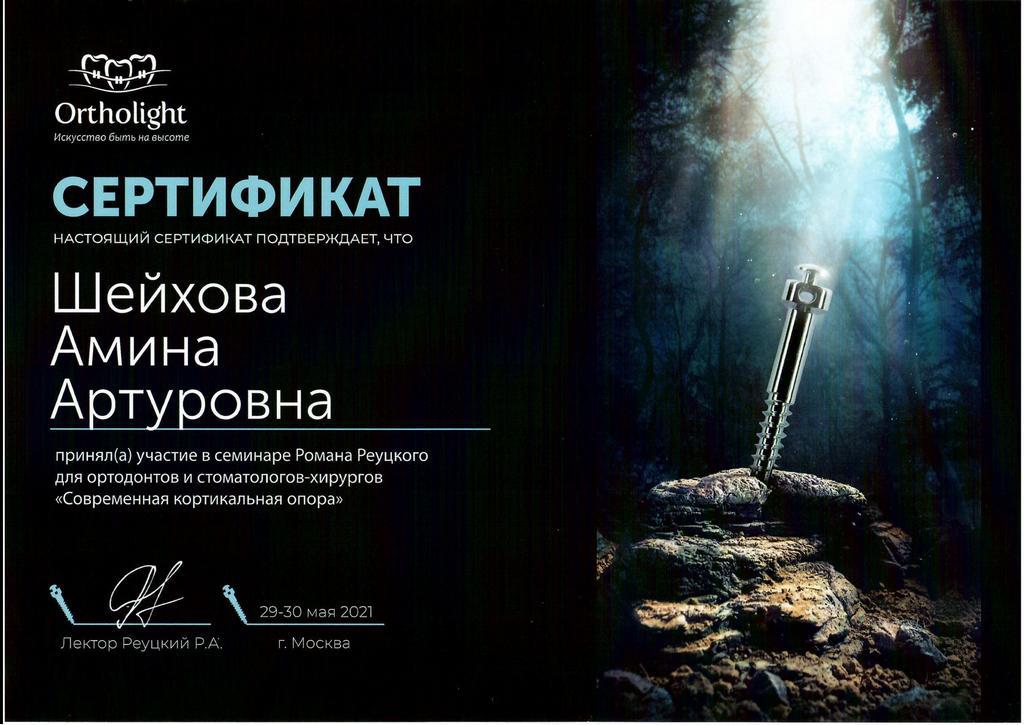 Ortholight
Искусство быть на высоте
СЕРТИФИКАТ
НАСТОЯЩИЙ СЕРТИФИКАТ ПОДТВЕРЖДАЕТ, ЧТО
Шейхова
Амина
Артуровна
принял(а) участие в семинаре Романа Реуцкого
для ортодонтов и стоматологов-хирургов
«Современная кортикальная опора»
29-30 мая 2021
Лектор Реуцкий Р.А.
г. Москва